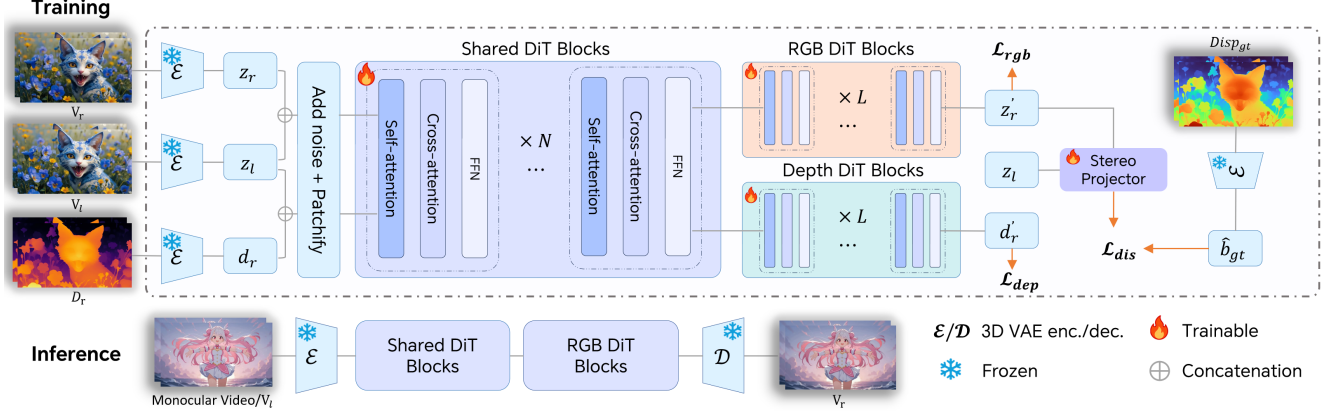 Training
V_r
V_l
D_r
ℰ
ℰ
ℰ
z_r
z_l
d_r
Add noise + Patchify
Shared DiT Blocks
Self-attention
Cross-attention
FFN
× N
...
Self-attention
Cross-attention
FFN
RGB DiT Blocks
× L
...
Depth DiT Blocks
× L
...
ℒ_rgb
z_r'
z_l
d_r'
ℒ_dep
Stereo
Projector
ℒ_dis
Disp_gt
ℰ
b̂_gt
Inference
Monocular Video/V_l
ℰ
Shared DiT
Blocks
RGB DiT
Blocks
𝒟
V_r
ℰ/𝒟 3D VAE enc./dec.
Trainable
Frozen
Concatenation